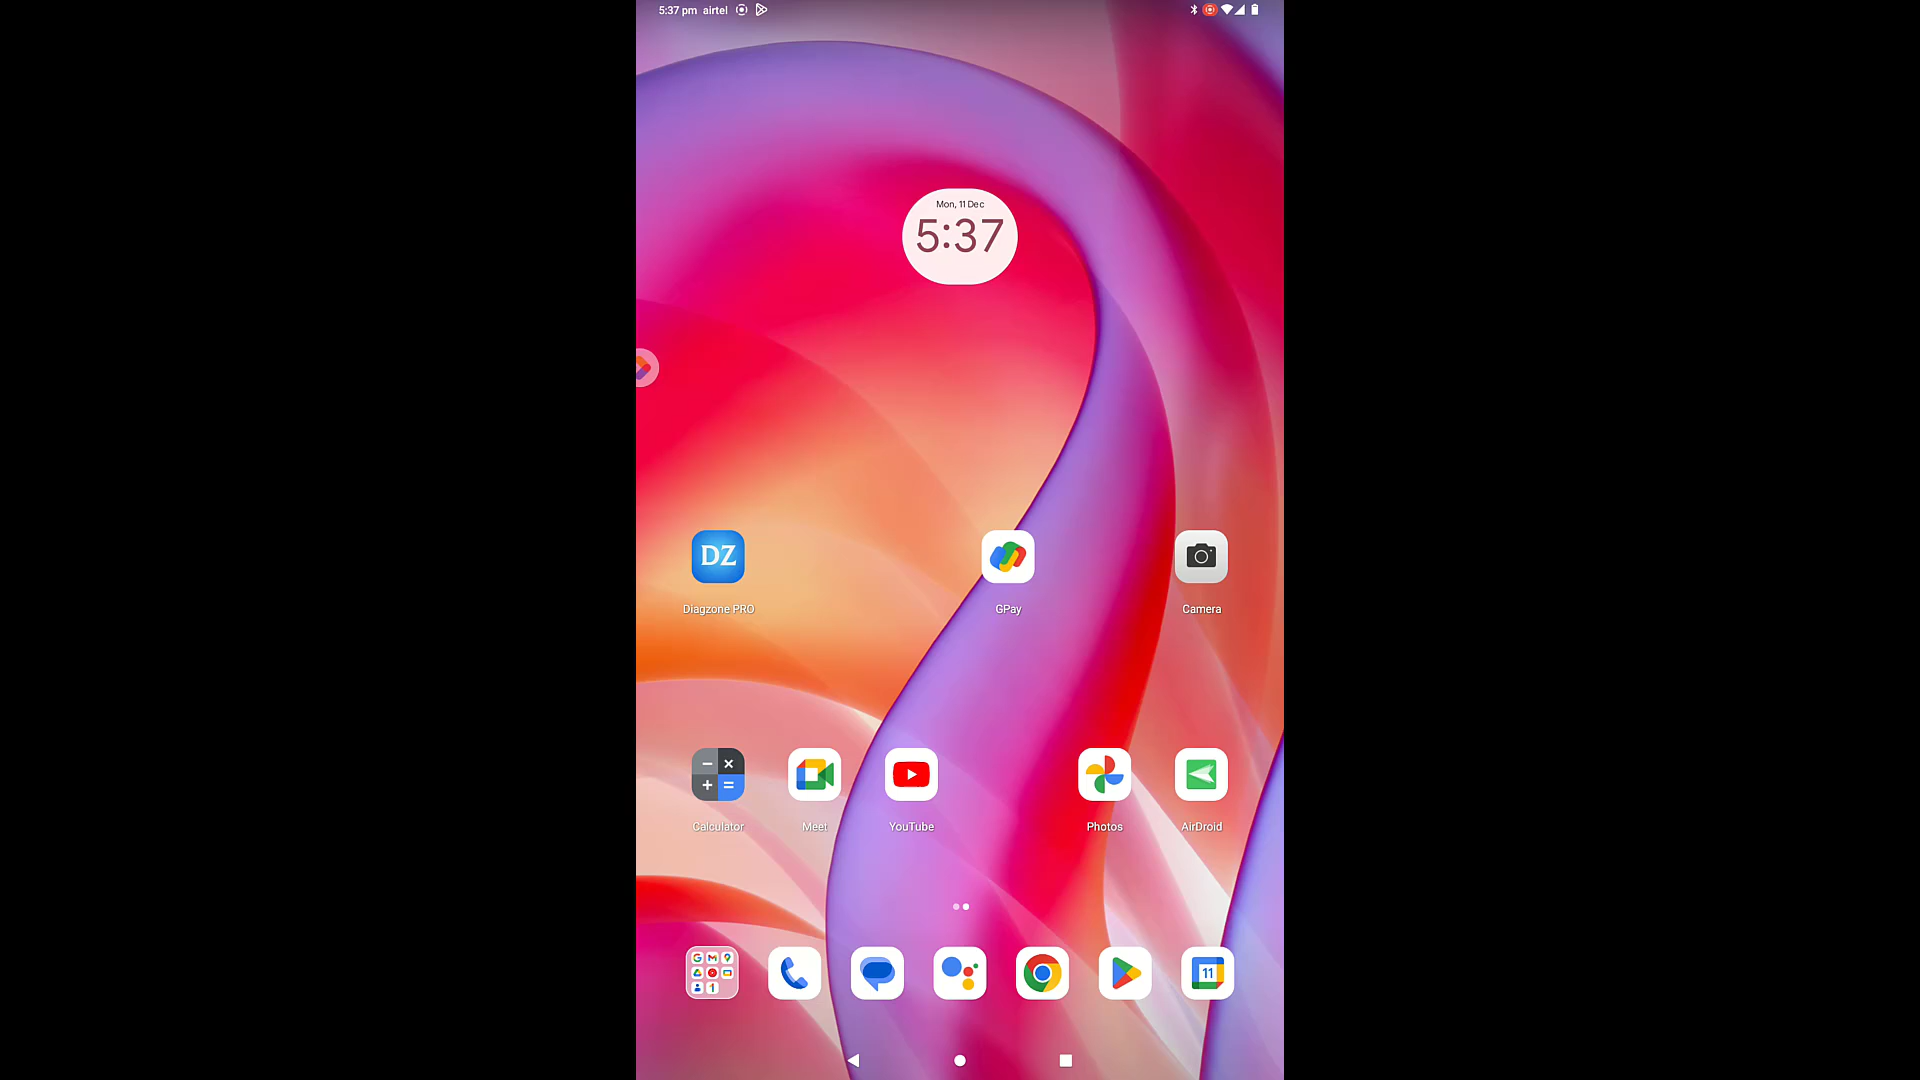 5:37 pm airtel
Mon, 11 Dec
5:37
DZ
Diagzone PRO
GPay
Camera
Calculator
Meet
YouTube
Photos
AirDroid
11